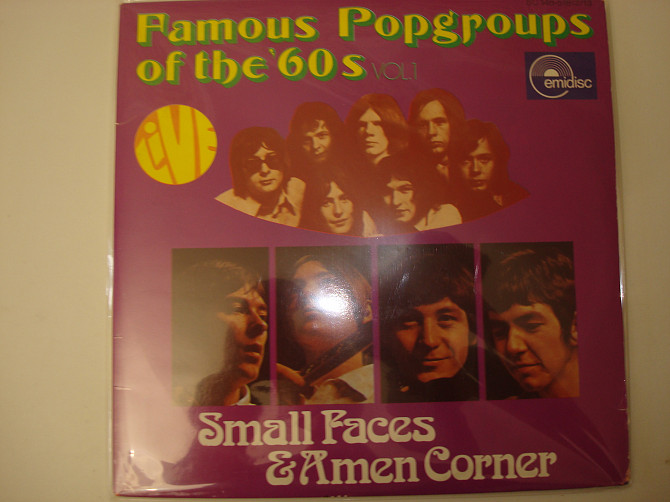 Famous Popgroups
of the '60s VOL.1
emidisc
LIVE
Small Faces
& Amen Corner